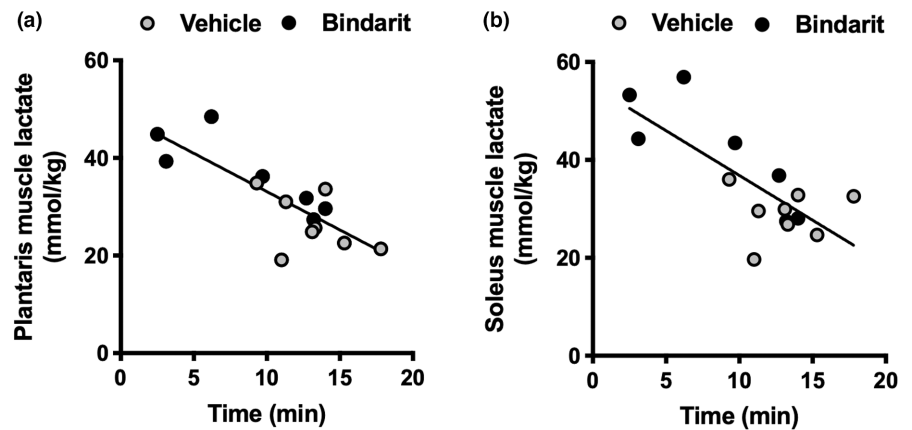 (a)
Vehicle Bindarit
Plantaris muscle lactate
(mmol/kg)
60
40
20
0
0 5 10 15 20
Time (min)
(b)
Vehicle Bindarit
Soleus muscle lactate
(mmol/kg)
60
40
20
0
0 5 10 15 20
Time (min)